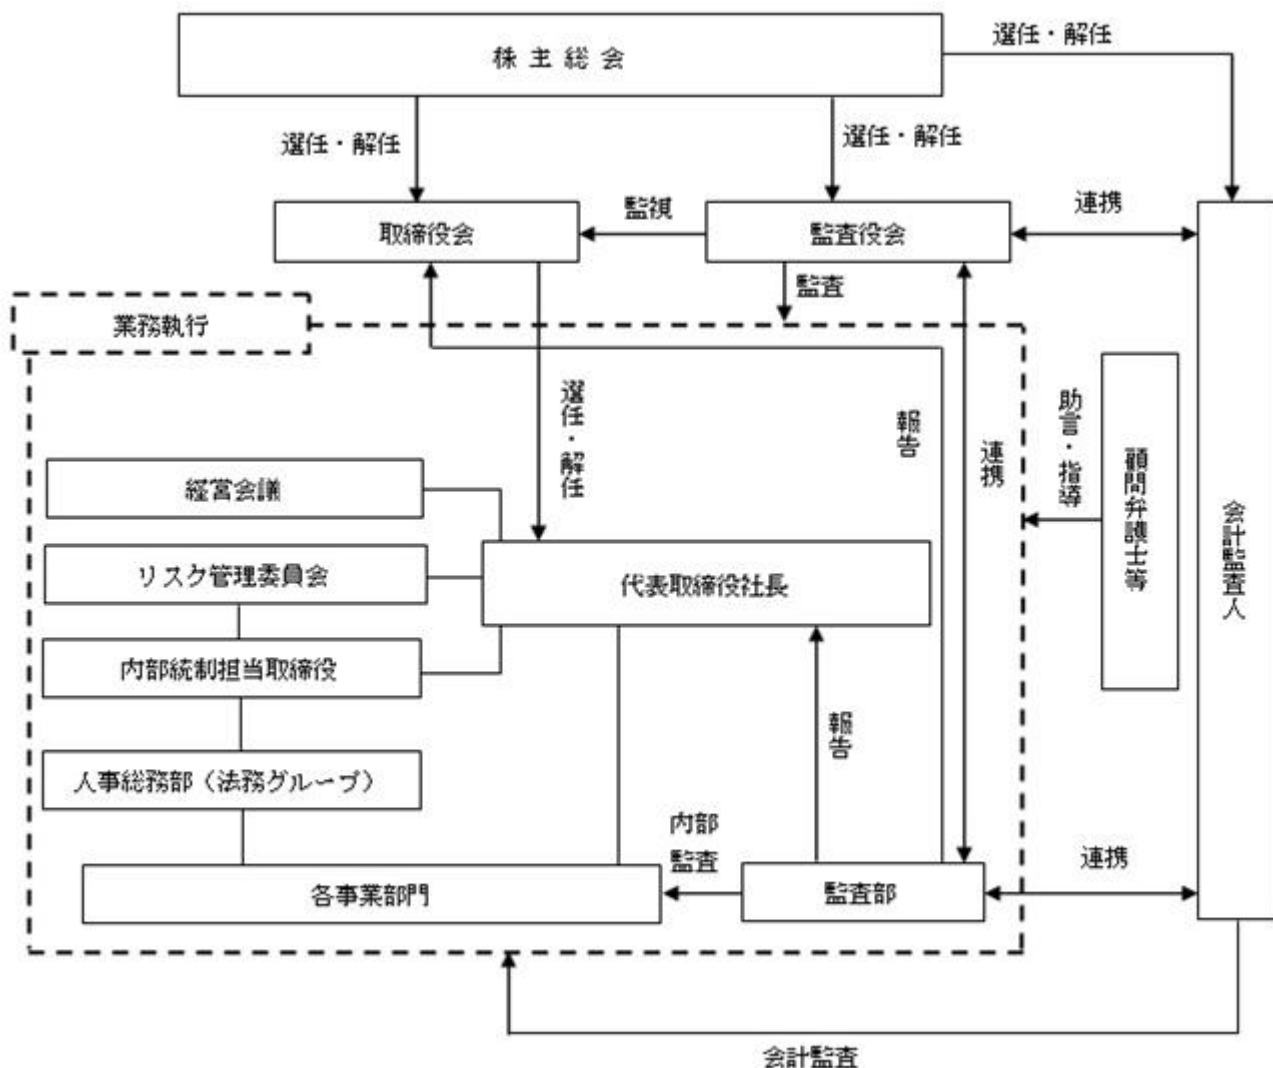 株主総会
選任・解任
選任・解任
選任・解任
取締役会
監視
監査役会
連携
監査
業務執行
選任・解任
報告
連携
助言・指導
顧問弁護士等
会計監査人
経営会議
リスク管理委員会
代表取締役社長
内部統制担当取締役
報告
人事総務部（法務グループ）
内部
監査
各事業部門
監査部
連携
会計監査